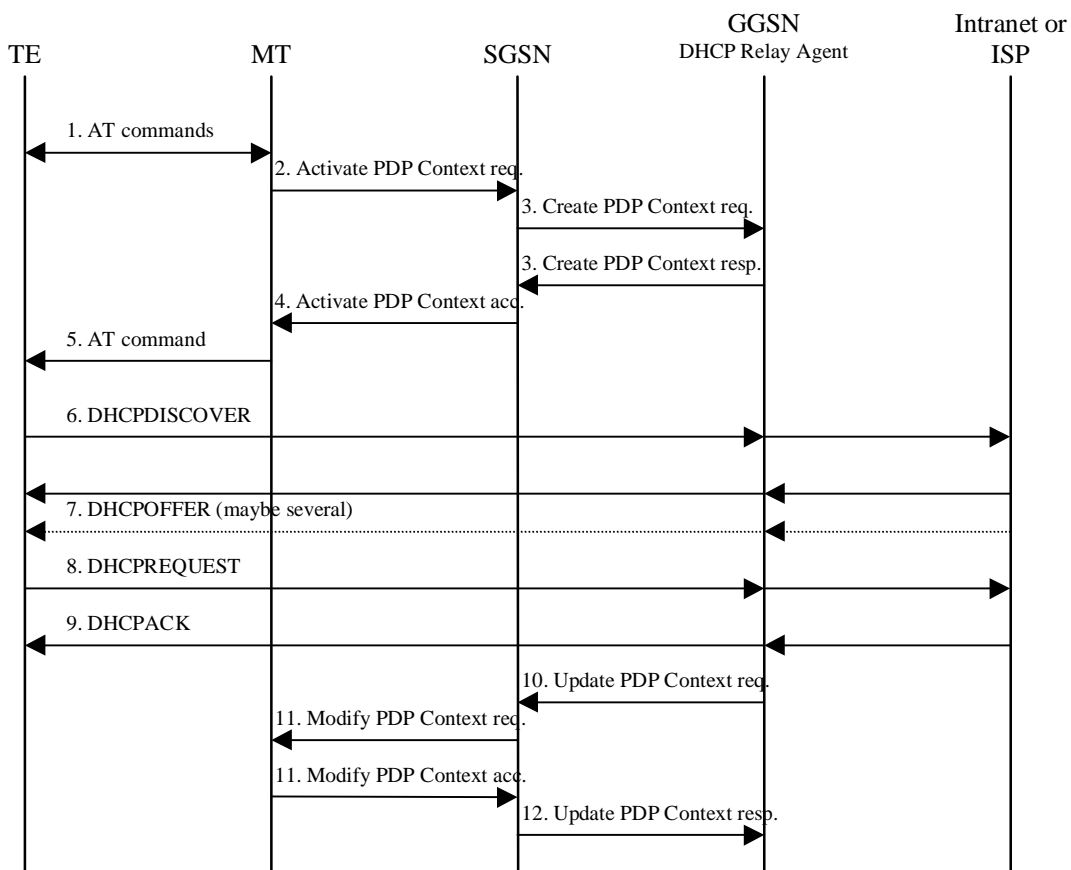 GGSN
Intranet or
TE
MT
SGSN
DHCP Relay Agent
ISP
1. AT commands
2. Activate PDP Context req.
3. Create PDP Context req.
3. Create PDP Context resp.
4. Activate PDP Context acc.
5. AT command
6. DHCPDISCOVER
7. DHCPOFFER (maybe several)
8. DHCPREQUEST
9. DHCPACK
10. Update PDP Context req.
11. Modify PDP Context req.
11. Modify PDP Context acc.
12. Update PDP Context resp.